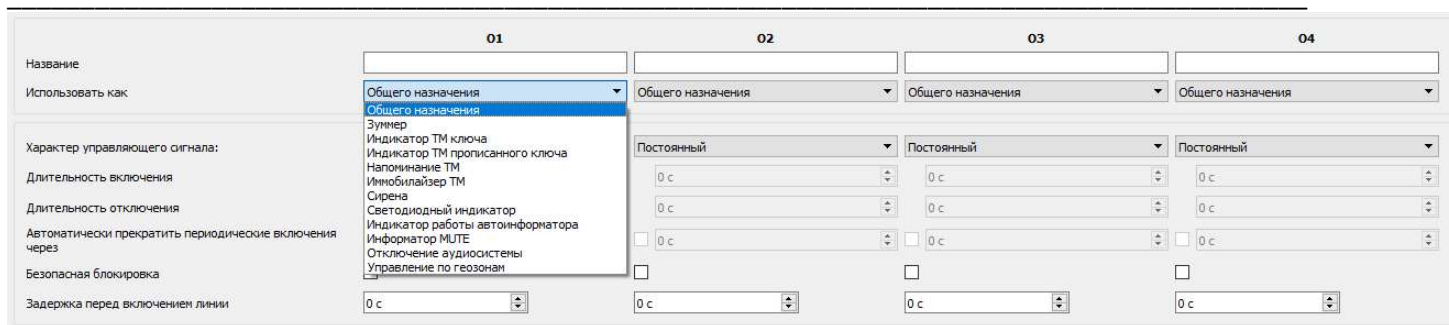 O1 O2 O3 O4
Название
Использовать как Общего назначения Общего назначения Общего назначения Общего назначения
Общего назначения
Зуммер
Индикатор ТМ ключа
Индикатор ТМ прописанного ключа
Напоминание ТМ
Иммобилайзер ТМ
Сирена
Светодиодный индикатор
Индикатор работы автоинформатора
Информатор MUTE
Отключение аудиосистемы
Управление по геозонам
Характер управляющего сигнала: Постоянный Постоянный Постоянный
Длительность включения 0 с 0 с 0 с
Длительность отключения 0 с 0 с 0 с
Автоматически прекратить периодические включения
через 0 с 0 с 0 с
Безопасная блокировка
Задержка перед включением линии 0 с 0 с 0 с 0 с